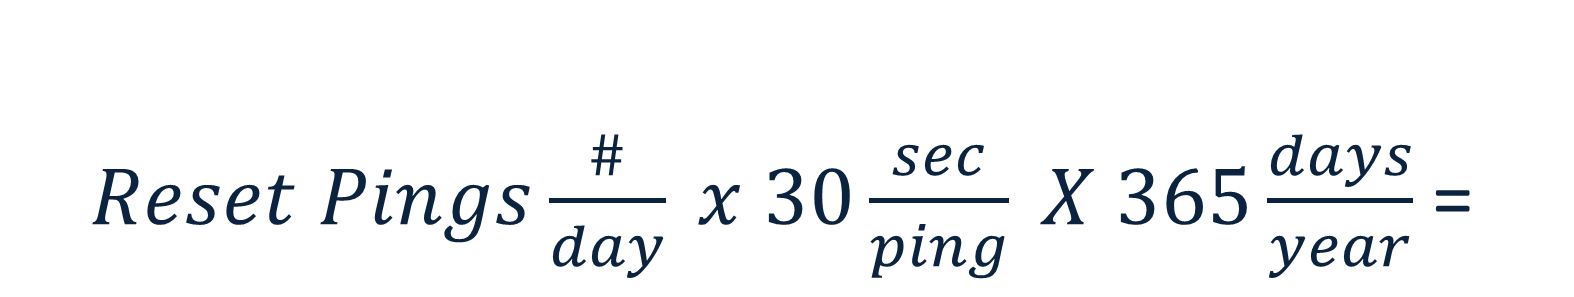 Reset Pings #/day x 30 sec/ping X 365 days/year =